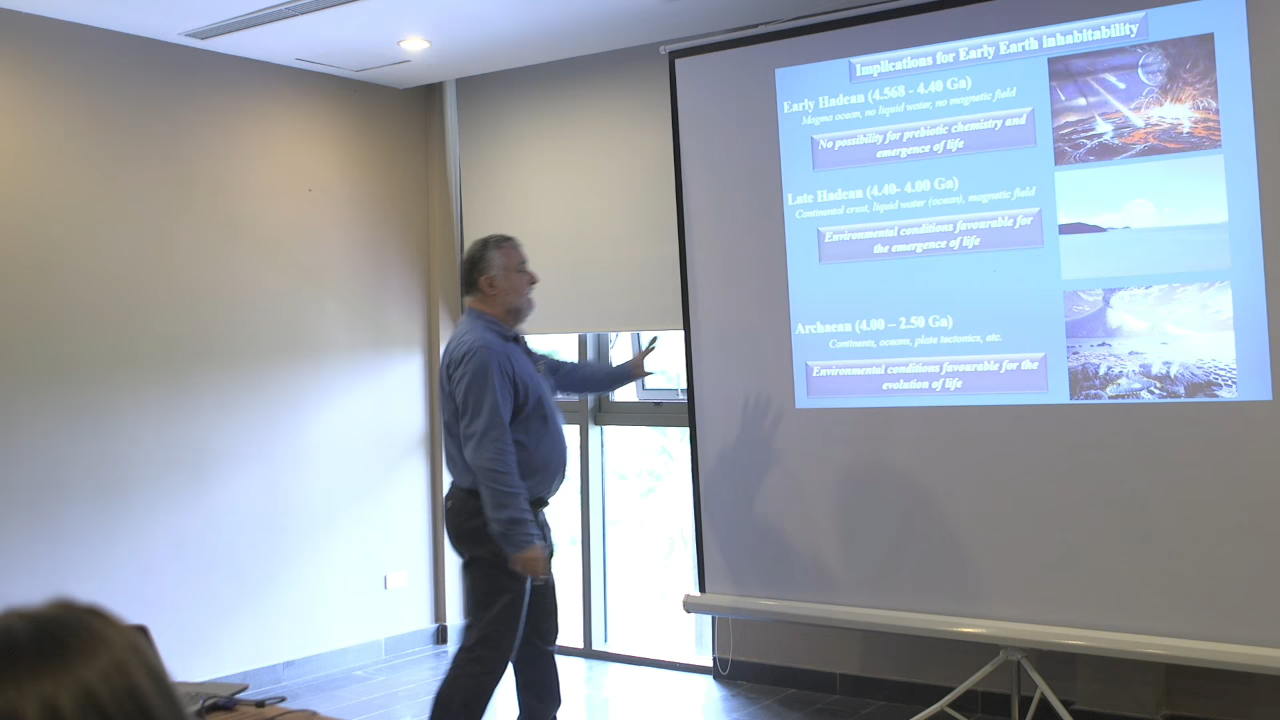 Implications for Early Earth inhabitability
Early Hadean (4.568 - 4.40 Ga)
Magma ocean, no liquid water, no magnetic field
No possibility for prebiotic chemistry and
emergence of life
Late Hadean (4.40- 4.00 Ga)
Continental crust, liquid water (ocean), magnetic field
Environmental conditions favourable for
the emergence of life
Archaean (4.00 – 2.50 Ga)
Continents, oceans, plate tectonics, etc.
Environmental conditions favourable for the
evolution of life